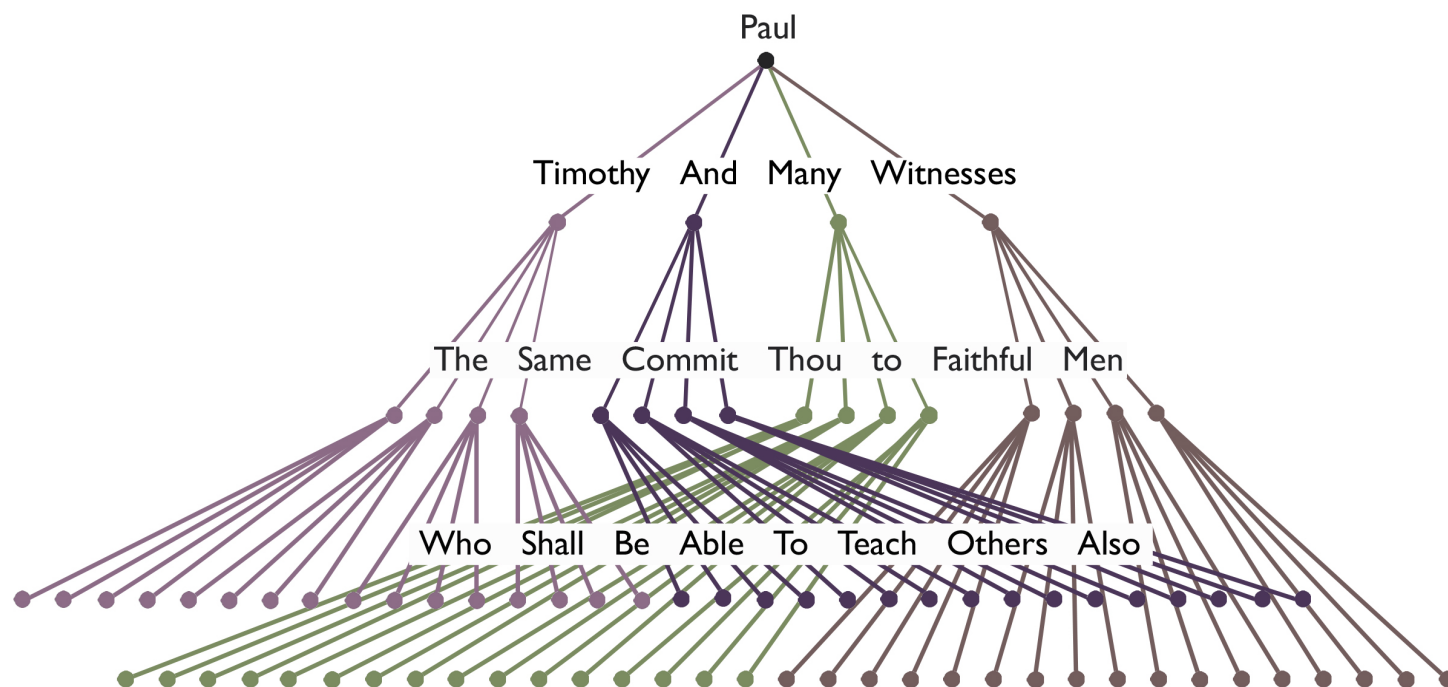 Paul
Timothy And Many Witnesses
The Same Commit Thou to Faithful Men
Who Shall Be Able To Teach Others Also